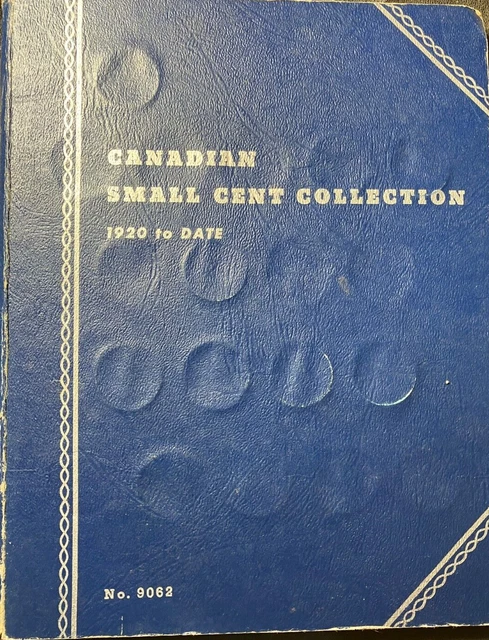 CANADIAN
SMALL CENT COLLECTION
1920 to DATE
No. 9062